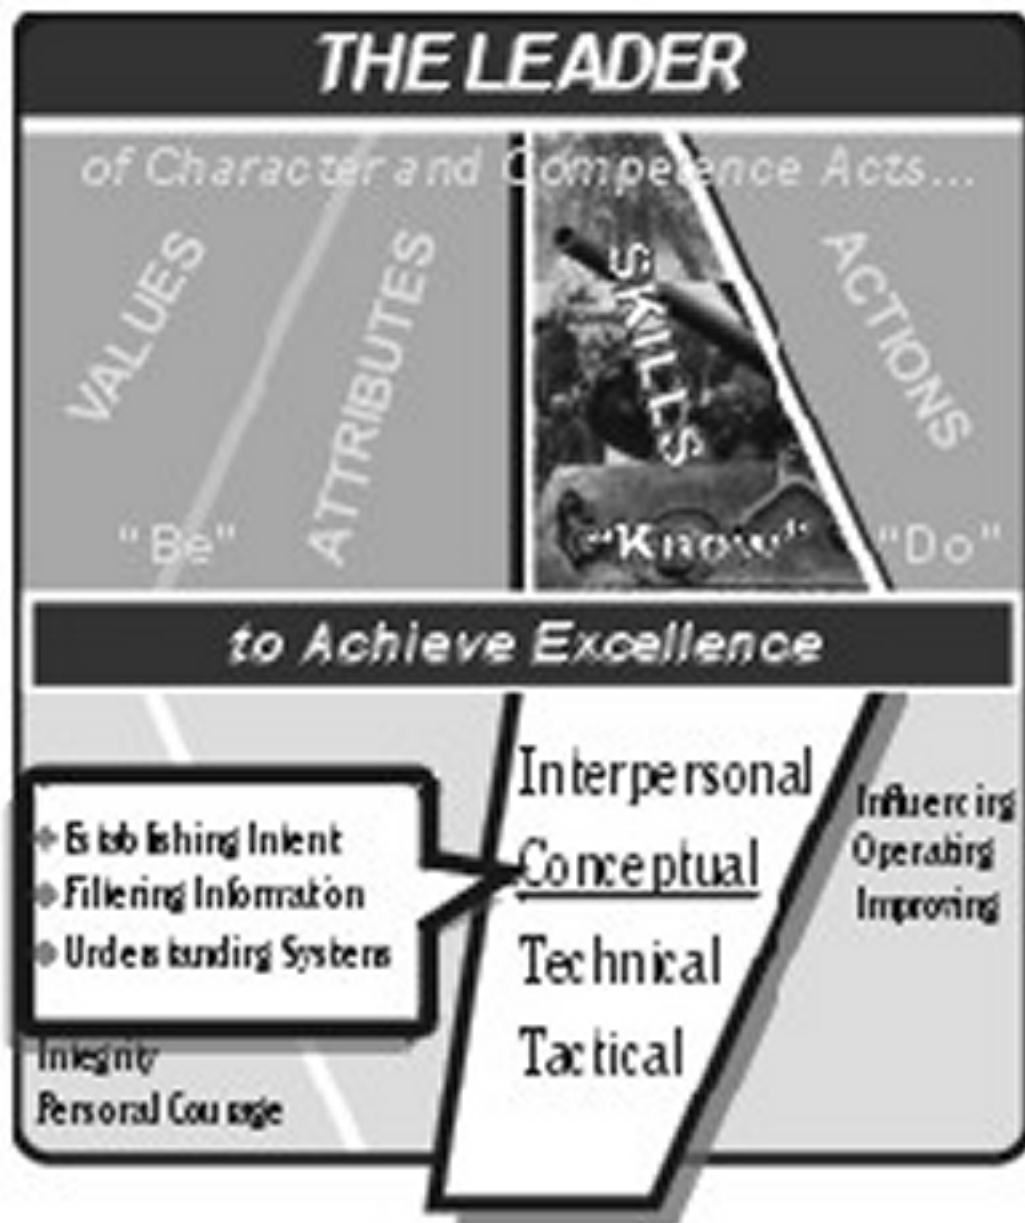 THE LEADER
of Character and Competence Acts...
VALUES
ATTRIBUTES
SKILLS
ACTIONS
"Be"
"Know"
"Do"
to Achieve Excellence
Establishing Intent
Filtering Information
Understanding Systems
Integrity
Personal Courage
Interpersonal
Conceptual
Technical
Tactical
Influencing
Operating
Improving